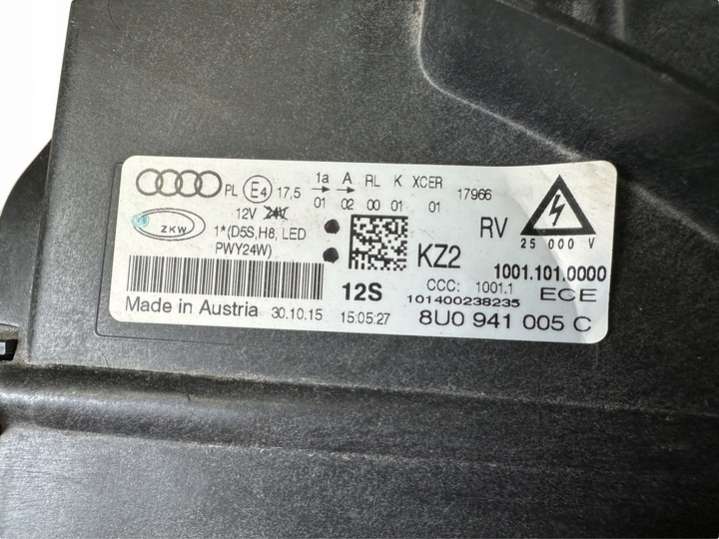 PL E4 17,5 1a A RL K XCER 17966
01 02 00 01 01
12V 24V
ZKW 1*(D5S,H8, LED
PWY24W)
KZ2 RV 25 000 V
1001.101.0000
12S CCC: 1001.1 ECE
101400238235
Made in Austria 30.10.15 15:05:27 8U0 941 005 C